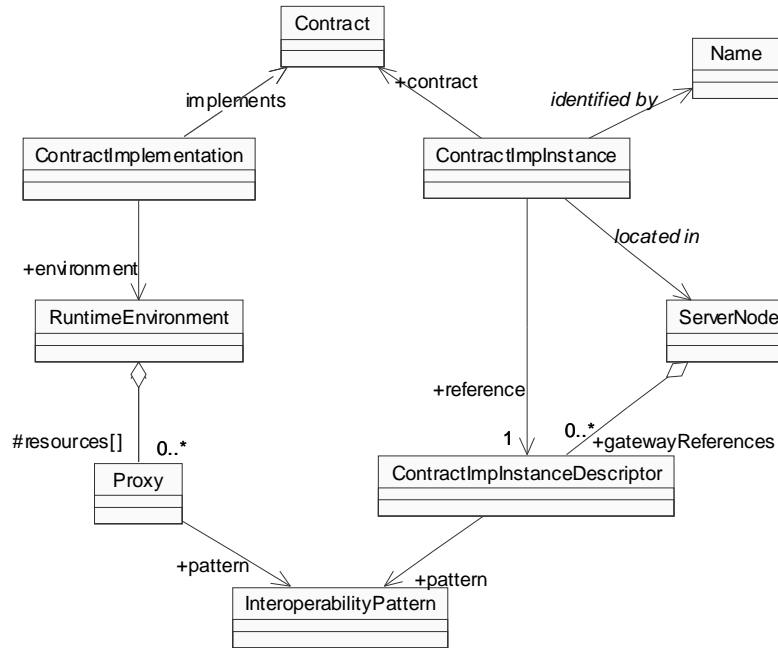 Contract
Name
+contract
implements
identified by
ContractImplementation
ContractImpInstance
located in
+environment
RuntimeEnvironment
ServerNode
+reference
#resources[]
0..*
1
0..*
+gatewayReferences
Proxy
ContractImpInstanceDescriptor
+pattern
+pattern
InteroperabilityPattern